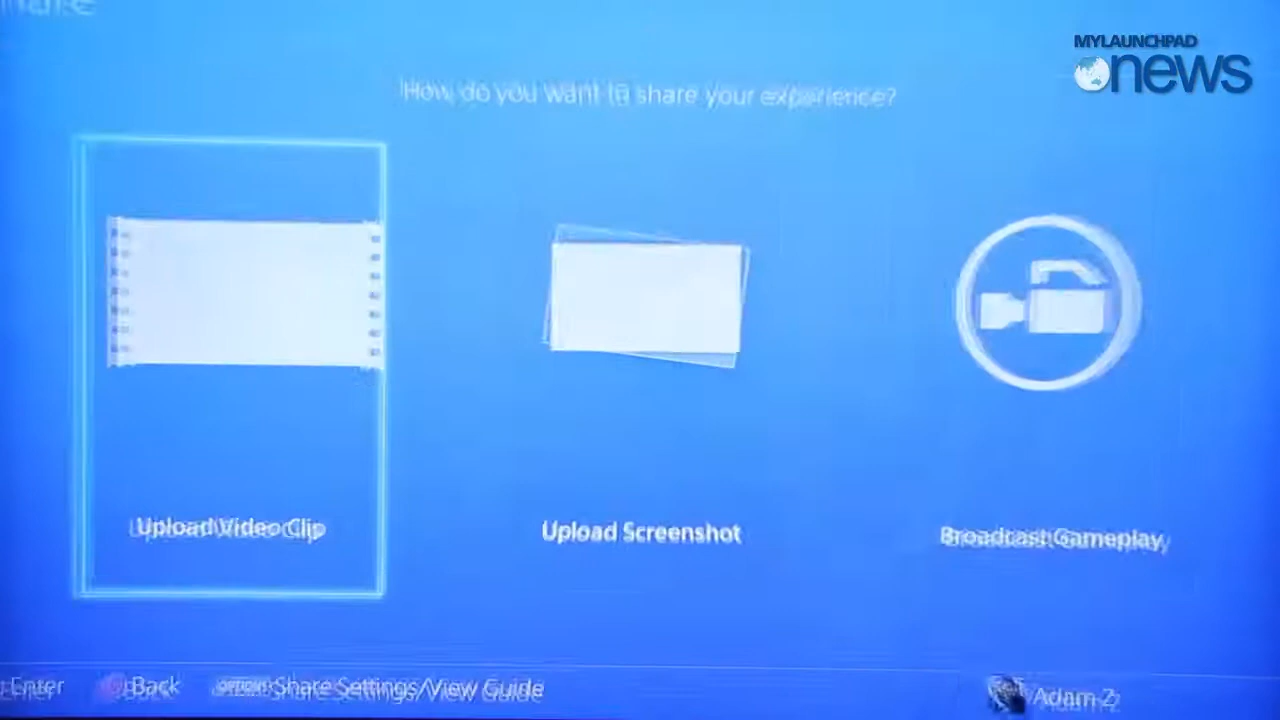 MYLAUNCHPAD
news
How do you want to share your experience?
Upload Video Clip
Upload Screenshot
Broadcast Gameplay
Enter
Back
OPTIONS Share Settings/View Guide
Adam Z